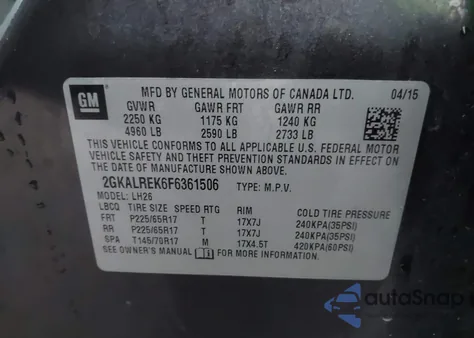 GM
MFD BY GENERAL MOTORS OF CANADA LTD. 04/15
GVWR GAWR FRT GAWR RR
2250 KG 1175 KG 1240 KG
4960 LB 2590 LB 2733 LB
THIS VEHICLE CONFORMS TO ALL APPLICABLE U.S. FEDERAL MOTOR
VEHICLE SAFETY, BUMPER, AND THEFT PREVENTION STANDARDS IN EFFECT
ON THE DATE OF MANUFACTURE SHOWN ABOVE.
2GKALREK6F6361506 TYPE: M.P.V.
MODEL: LH26
LBCQ TIRE SIZE SPEED RTG RIM COLD TIRE PRESSURE
FRT P225/65R17 T 17X7J 240KPA(35PSI)
RR P225/65R17 T 17X7J 240KPA(35PSI)
SPA T145/70R17 M 17X4.5T 420KPA(60PSI)
SEE OWNER'S MANUAL FOR MORE INFORMATION
autoSnap